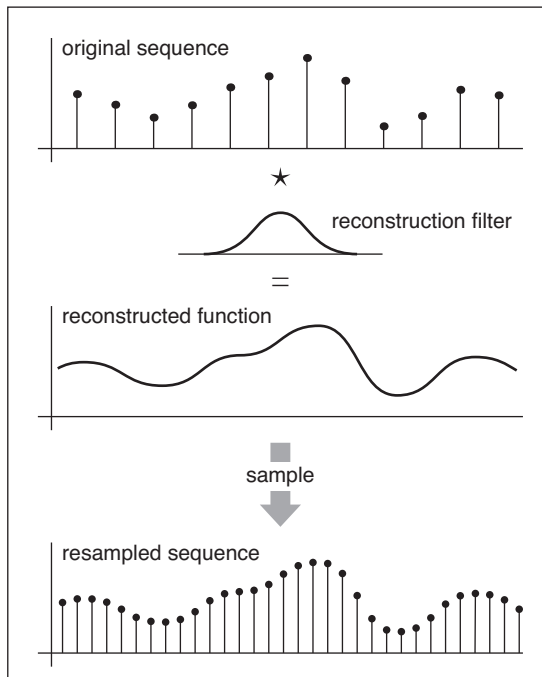 original sequence
reconstruction filter
=
reconstructed function
sample
resampled sequence